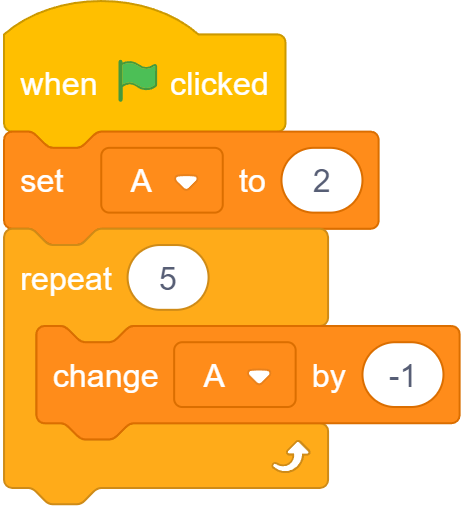 when clicked
set A to 2
repeat 5
change A by -1